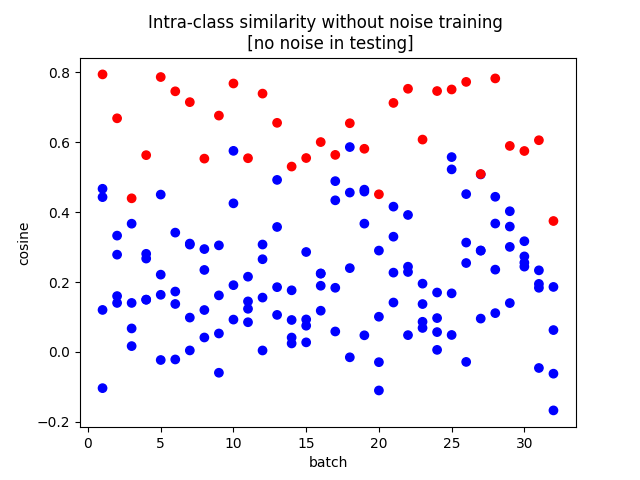 Intra-class similarity without noise training
[no noise in testing]
0.8
0.6
0.4
0.2
0.0
−0.2
cosine
0 5 10 15 20 25 30
batch